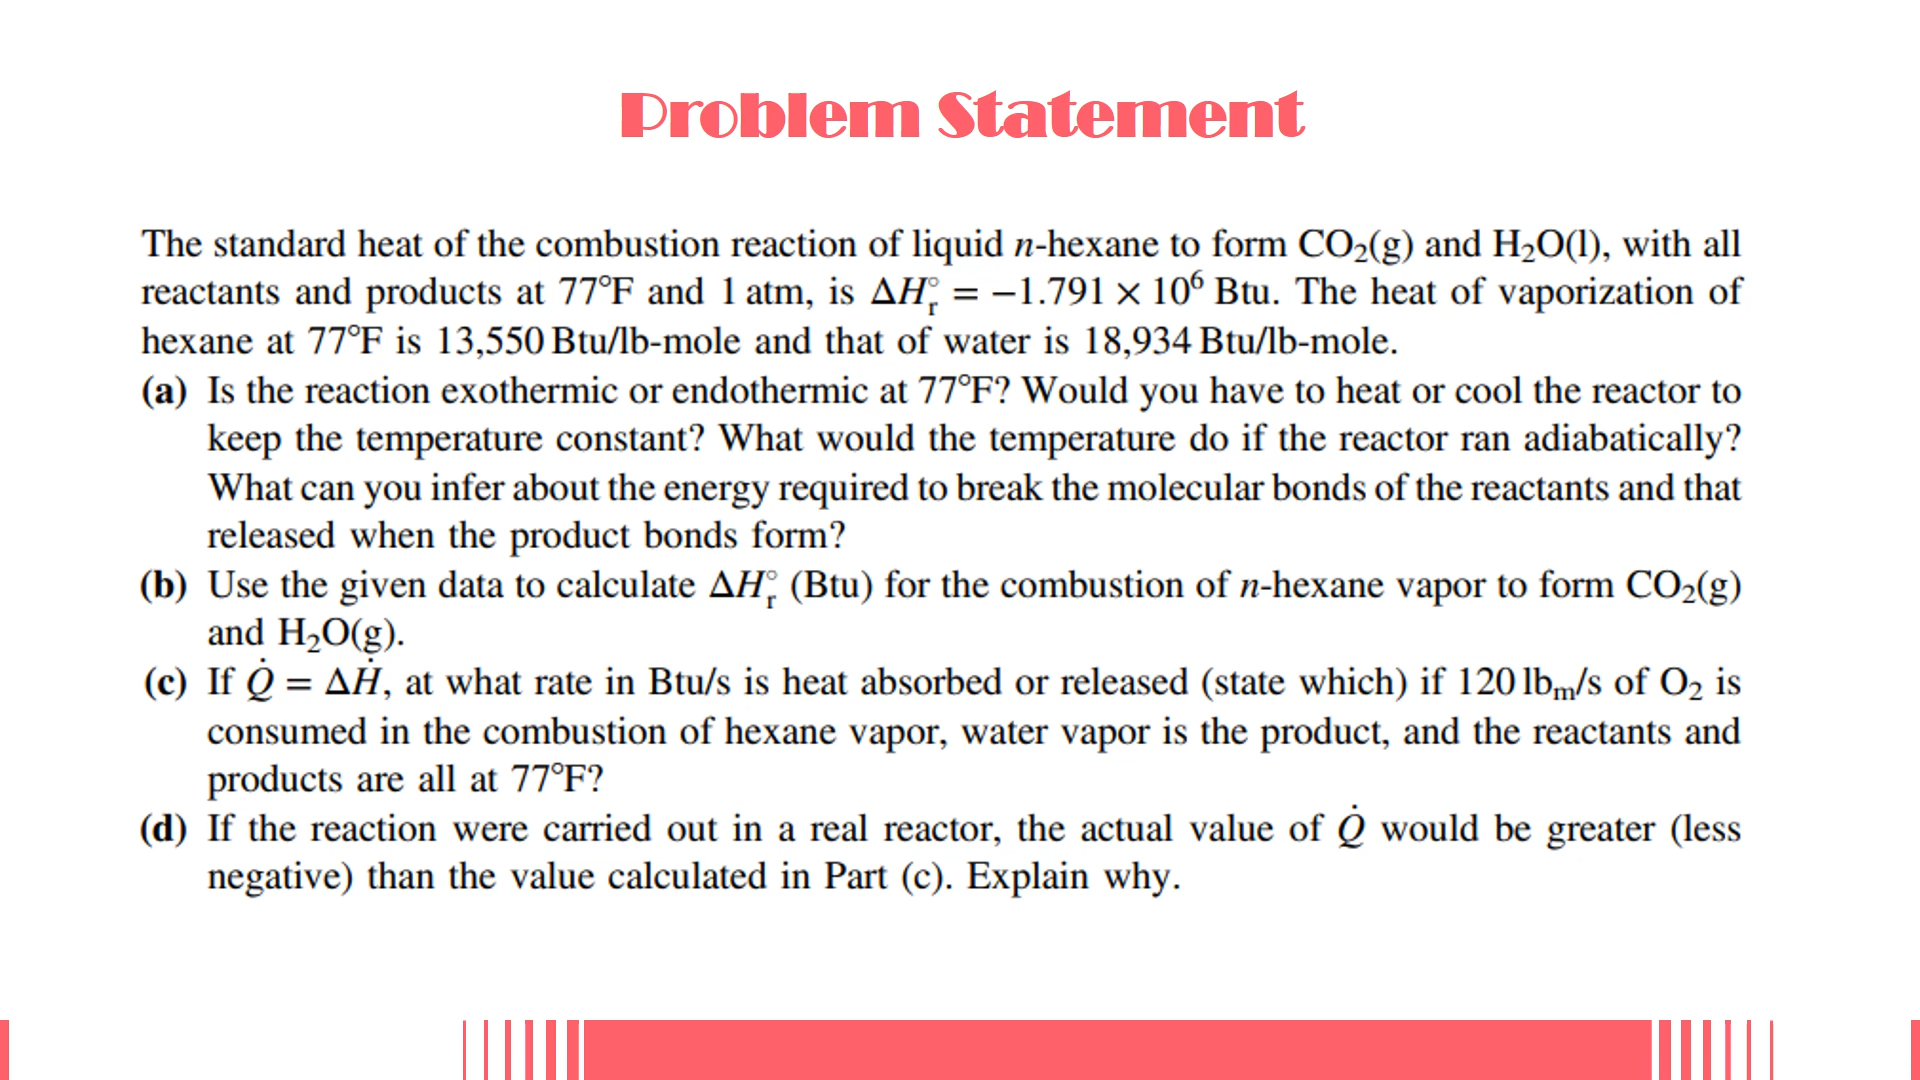 Problem Statement
The standard heat of the combustion reaction of liquid n-hexane to form CO₂(g) and H₂O(l), with all
reactants and products at 77°F and 1 atm, is ΔH°ᵣ = −1.791 × 10⁶ Btu. The heat of vaporization of
hexane at 77°F is 13,550 Btu/lb-mole and that of water is 18,934 Btu/lb-mole.
(a) Is the reaction exothermic or endothermic at 77°F? Would you have to heat or cool the reactor to
keep the temperature constant? What would the temperature do if the reactor ran adiabatically?
What can you infer about the energy required to break the molecular bonds of the reactants and that
released when the product bonds form?
(b) Use the given data to calculate ΔH°ᵣ (Btu) for the combustion of n-hexane vapor to form CO₂(g)
and H₂O(g).
(c) If Q̇ = ΔḢ, at what rate in Btu/s is heat absorbed or released (state which) if 120 lbₘ/s of O₂ is
consumed in the combustion of hexane vapor, water vapor is the product, and the reactants and
products are all at 77°F?
(d) If the reaction were carried out in a real reactor, the actual value of Q̇ would be greater (less
negative) than the value calculated in Part (c). Explain why.